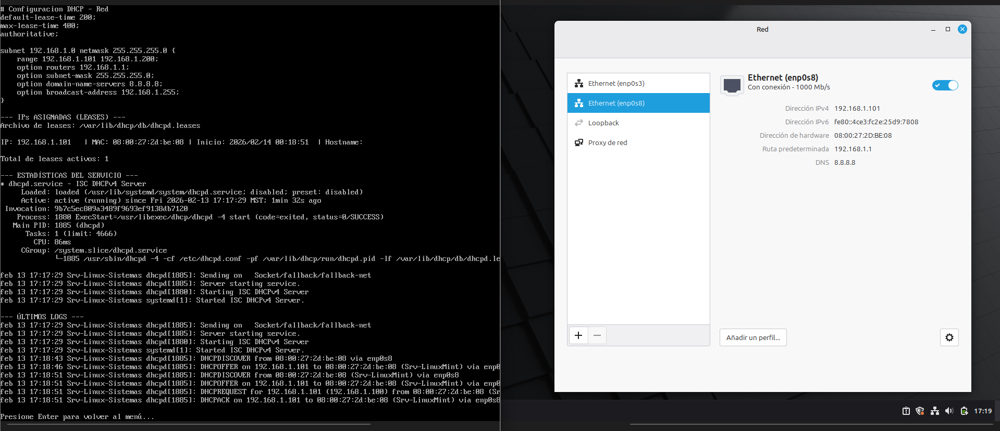 # Configuracion DHCP - Red
default-lease-time 200;
max-lease-time 400;
authoritative;
subnet 192.168.1.0 netmask 255.255.255.0 {
range 192.168.1.101 192.168.1.200;
option routers 192.168.1.1;
option subnet-mask 255.255.255.0;
option domain-name-servers 8.8.8.8;
option broadcast-address 192.168.1.255;
}
--- IPs ASIGNADAS (LEASES) ---
Archivo de leases: /var/lib/dhcp/db/dhcpd.leases
IP: 192.168.1.101 | MAC: 08:00:27:2d:be:08 | Inicio: 2026/02/14 00:18:51 | Hostname:
Total de leases activos: 1
--- ESTADÍSTICAS DEL SERVICIO ---
● dhcpd.service - ISC DHCPv4 Server
Loaded: loaded (/usr/lib/systemd/system/dhcpd.service; disabled; preset: disabled)
Active: active (running) since Fri 2026-02-13 17:17:29 MST; 1min 32s ago
Invocation: 9b7c5ec809a3489f9693ef9138db7120
Process: 1880 ExecStart=/usr/libexec/dhcp/dhcpd -4 start (code=exited, status=0/SUCCESS)
Main PID: 1885 (dhcpd)
Tasks: 1 (limit: 4666)
CPU: 86ms
CGroup: /system.slice/dhcpd.service
└─1885 /usr/sbin/dhcpd -4 -cf /etc/dhcpd.conf -pf /var/lib/dhcp/run/dhcpd.pid -lf /var/lib/dhcp/db/dhcpd.le
feb 13 17:17:29 Srv-Linux-Sistemas dhcpd[1885]: Sending on Socket/fallback/fallback-net
feb 13 17:17:29 Srv-Linux-Sistemas dhcpd[1885]: Server starting service.
feb 13 17:17:29 Srv-Linux-Sistemas dhcpd[1880]: Starting ISC DHCPv4 Server
feb 13 17:17:29 Srv-Linux-Sistemas systemd[1]: Started ISC DHCPv4 Server.
--- ÚLTIMOS LOGS ---
feb 13 17:17:29 Srv-Linux-Sistemas dhcpd[1885]: Sending on Socket/fallback/fallback-net
feb 13 17:17:29 Srv-Linux-Sistemas dhcpd[1885]: Server starting service.
feb 13 17:17:29 Srv-Linux-Sistemas dhcpd[1880]: Starting ISC DHCPv4 Server
feb 13 17:17:29 Srv-Linux-Sistemas systemd[1]: Started ISC DHCPv4 Server.
feb 13 17:18:43 Srv-Linux-Sistemas dhcpd[1885]: DHCPDISCOVER from 08:00:27:2d:be:08 via enp0s8
feb 13 17:18:46 Srv-Linux-Sistemas dhcpd[1885]: DHCPOFFER on 192.168.1.101 to 08:00:27:2d:be:08 (Srv-LinuxMint) via enp0
feb 13 17:18:51 Srv-Linux-Sistemas dhcpd[1885]: DHCPDISCOVER from 08:00:27:2d:be:08 (Srv-LinuxMint) via enp0s8
feb 13 17:18:51 Srv-Linux-Sistemas dhcpd[1885]: DHCPOFFER on 192.168.1.101 to 08:00:27:2d:be:08 (Srv-LinuxMint) via enp0
feb 13 17:18:51 Srv-Linux-Sistemas dhcpd[1885]: DHCPREQUEST for 192.168.1.101 (192.168.1.100) from 08:00:27:2d:be:08 (Sr
feb 13 17:18:51 Srv-Linux-Sistemas dhcpd[1885]: DHCPACK on 192.168.1.101 to 08:00:27:2d:be:08 (Srv-LinuxMint) via enp0s8
Presione Enter para volver al menú...
Red
Ethernet (enp0s3)
Ethernet (enp0s8)
Loopback
Proxy de red
Ethernet (enp0s8)
Con conexión - 1000 Mb/s
Dirección IPv4 192.168.1.101
Dirección IPv6 fe80::4ce3:fc2e:25d9:7808
Dirección de hardware 08:00:27:2D:BE:08
Ruta predeterminada 192.168.1.1
DNS 8.8.8.8
Añadir un perfil...
17:19